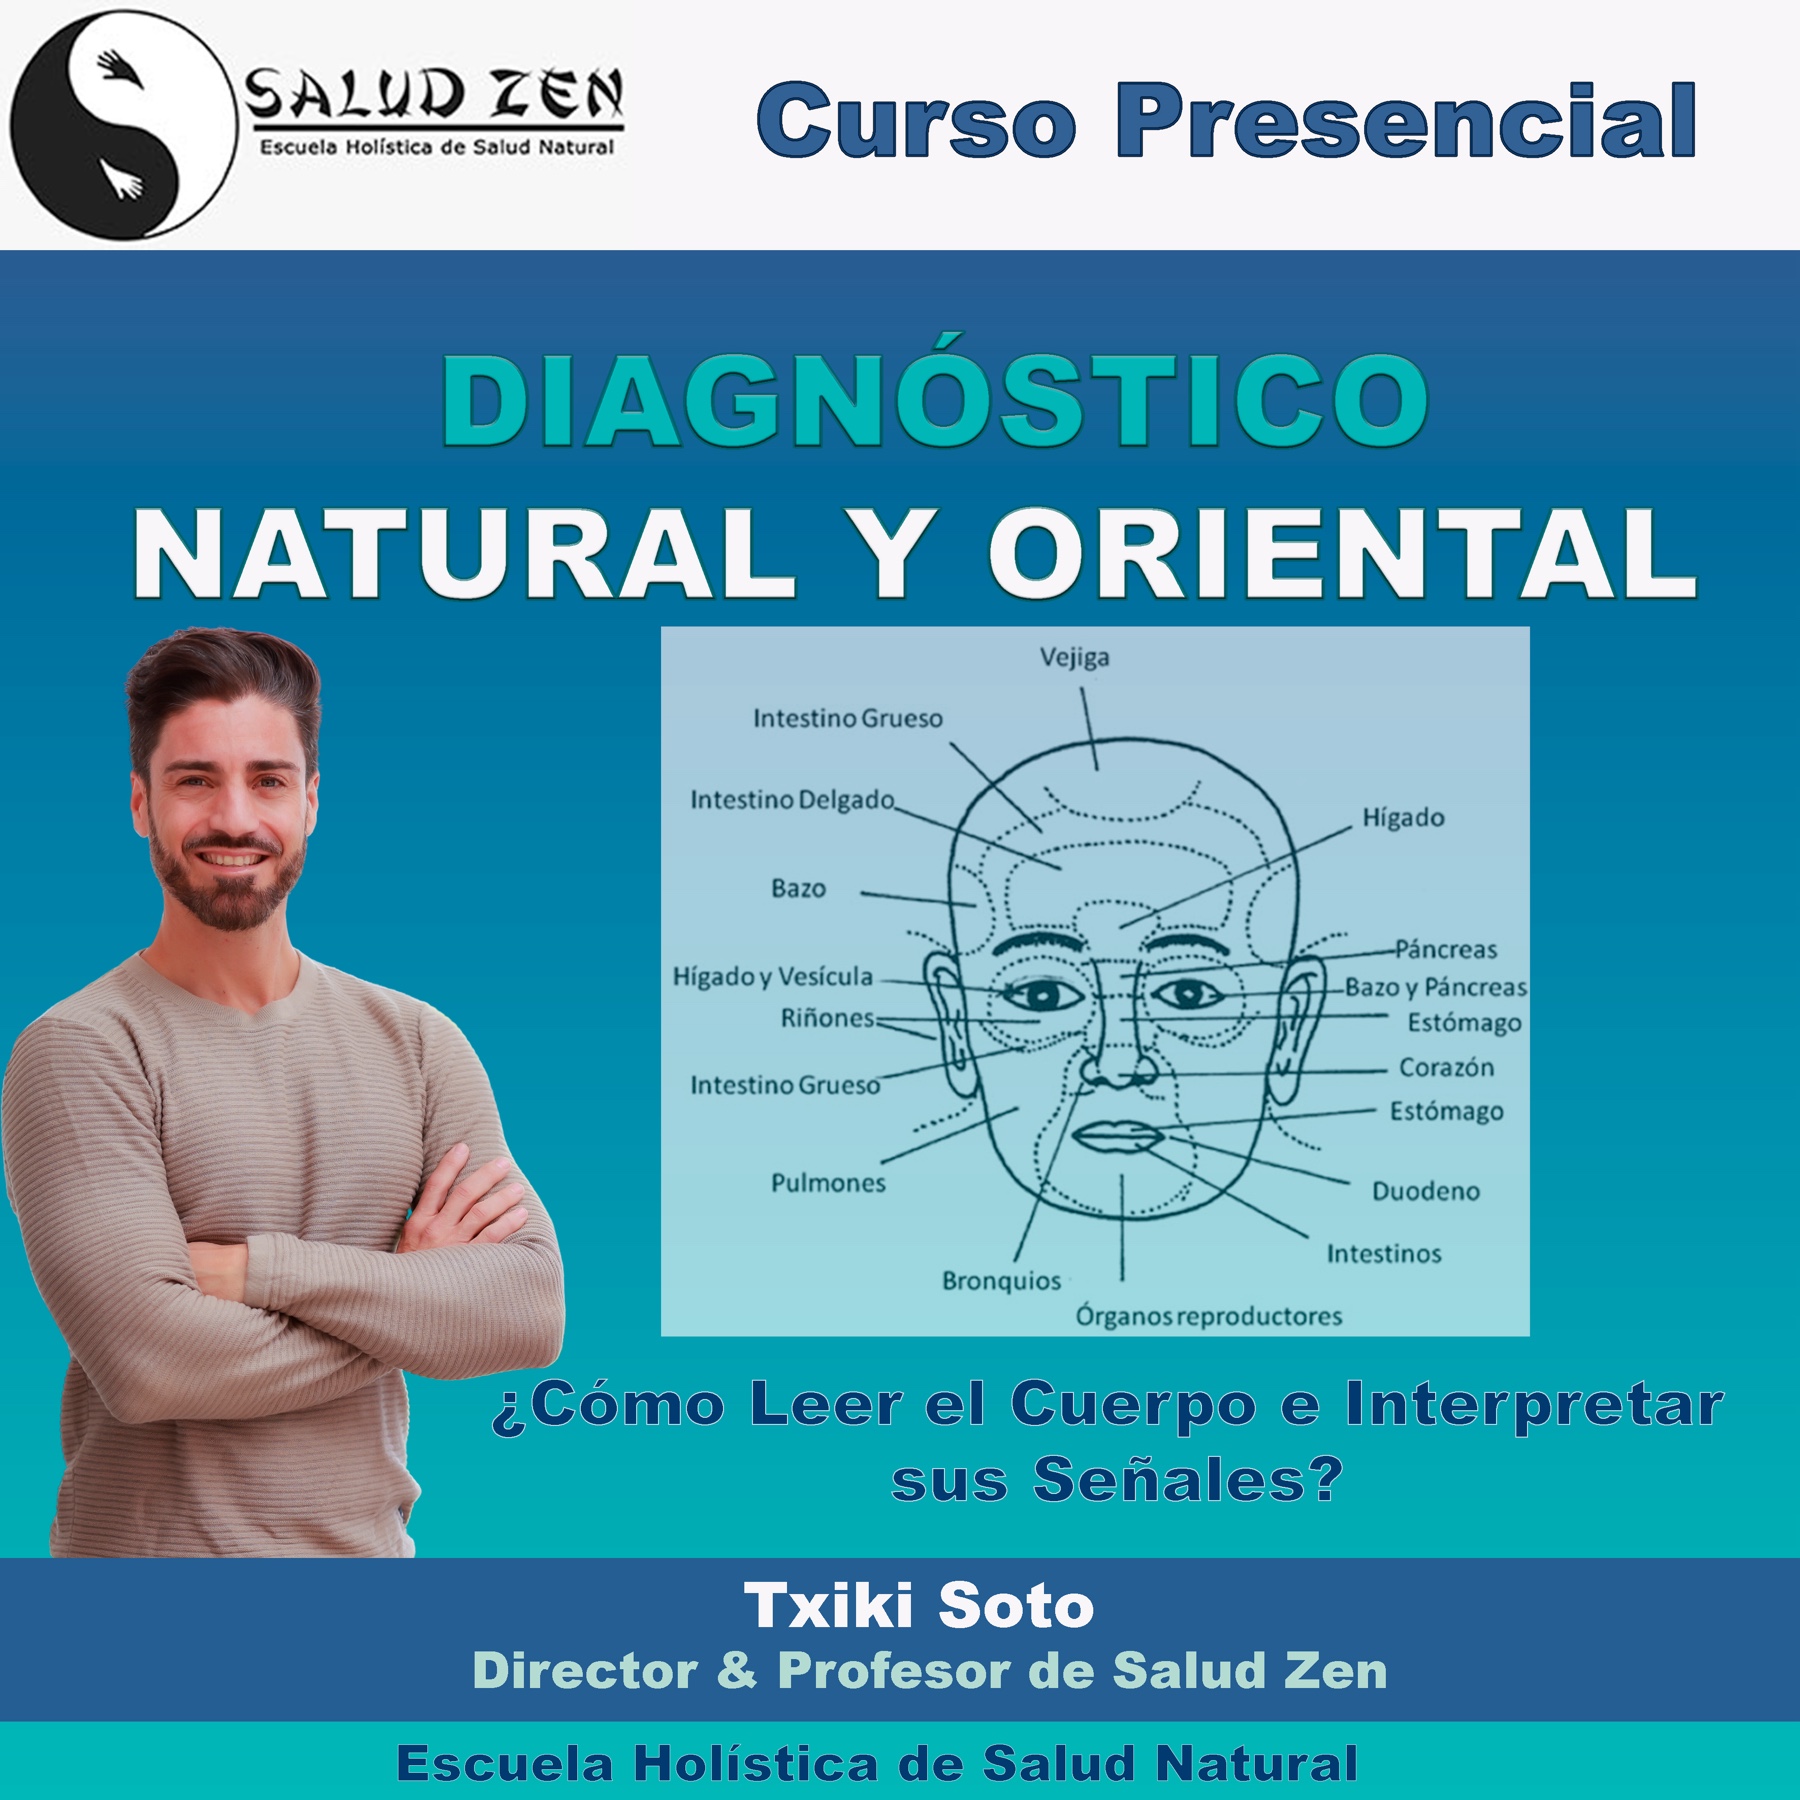 SALUD ZEN
Escuela Holística de Salud Natural
Curso Presencial
DIAGNÓSTICO
NATURAL Y ORIENTAL
Vejiga
Intestino Grueso
Intestino Delgado
Hígado
Bazo
Páncreas
Hígado y Vesícula
Bazo y Páncreas
Riñones
Estómago
Corazón
Intestino Grueso
Estómago
Pulmones
Duodeno
Intestinos
Bronquios
Órganos reproductores
¿Cómo Leer el Cuerpo e Interpretar
sus Señales?
Txiki Soto
Director & Profesor de Salud Zen
Escuela Holística de Salud Natural